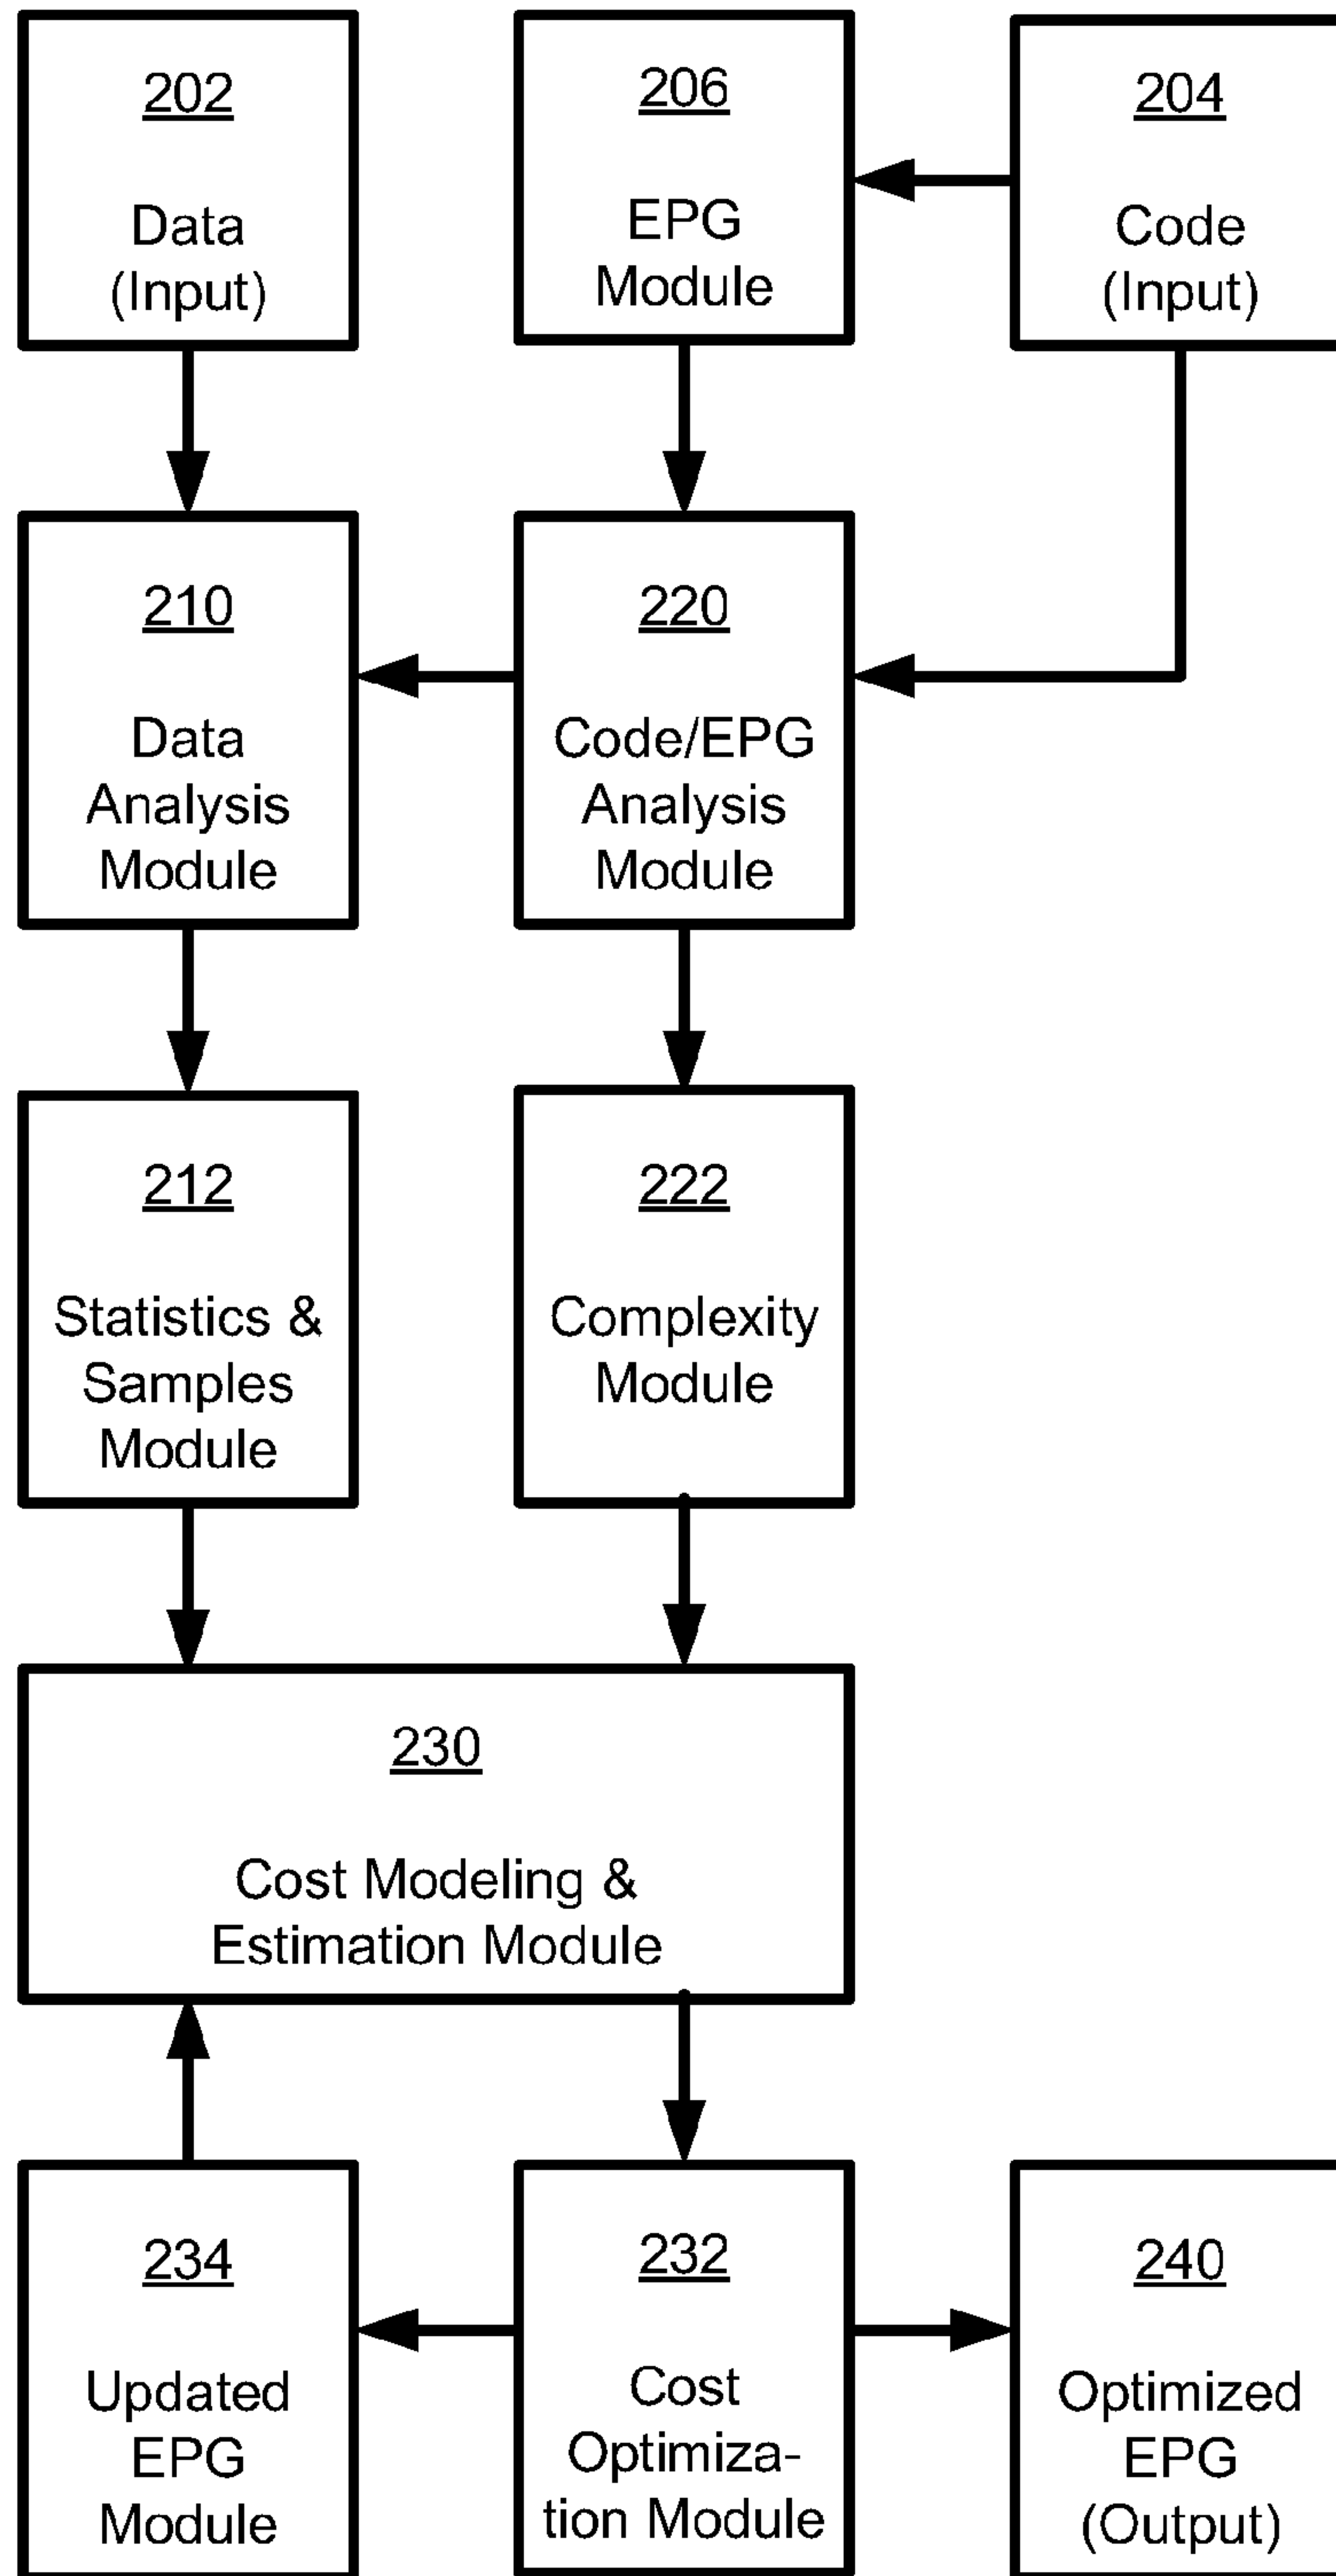 202
Data
(Input)
206
EPG
Module
204
Code
(Input)
210
Data
Analysis
Module
220
Code/EPG
Analysis
Module
212
Statistics &
Samples
Module
222
Complexity
Module
230
Cost Modeling &
Estimation Module
234
Updated
EPG
Module
232
Cost
Optimiza-
tion Module
240
Optimized
EPG
(Output)